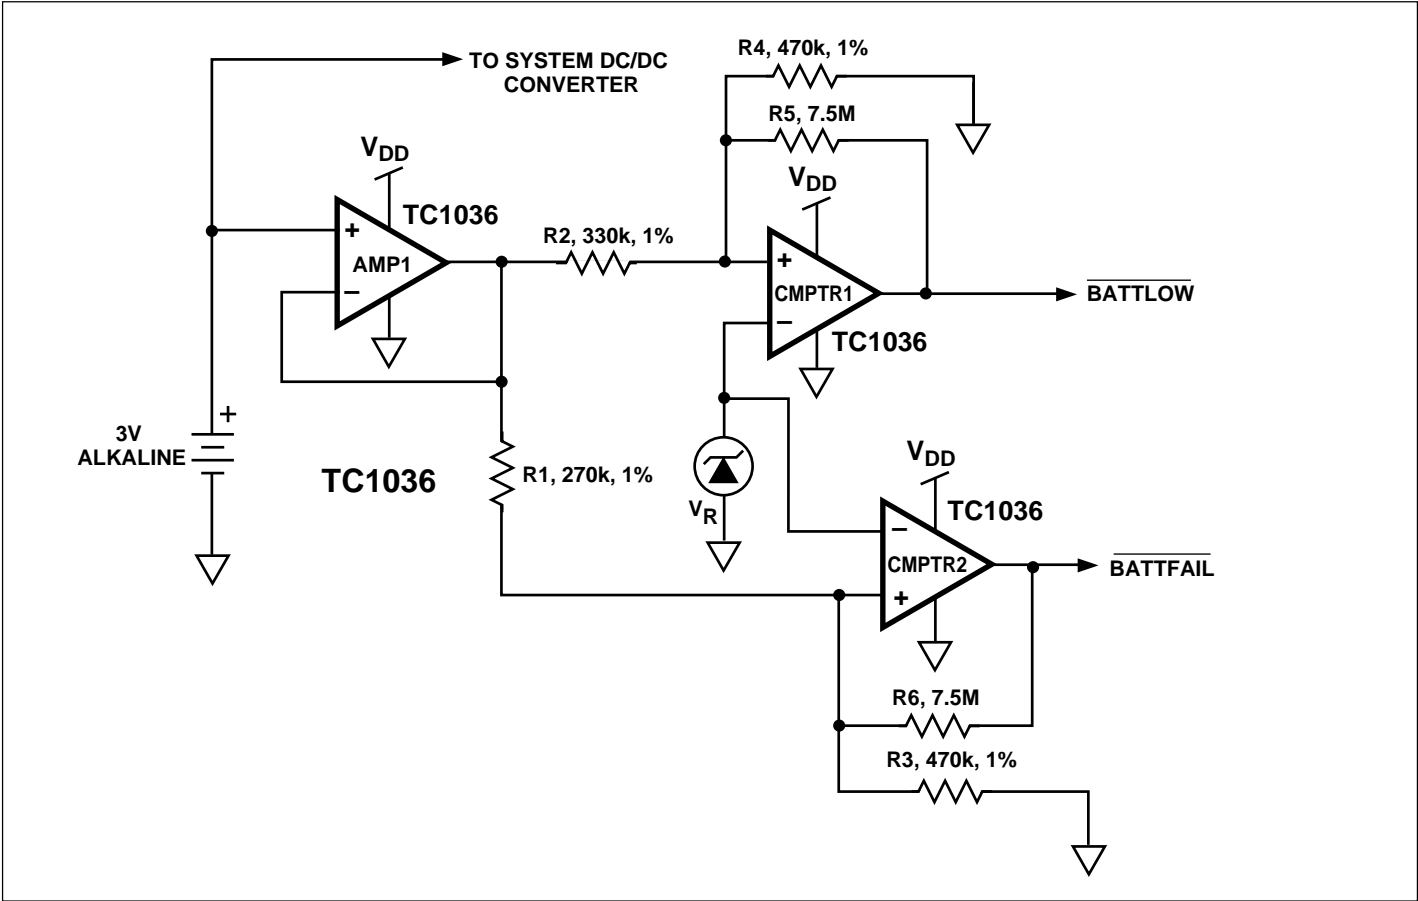 R4, 470k, 1%
TO SYSTEM DC/DC
CONVERTER
R5, 7.5M
VDD
VDD
TC1036
R2, 330k, 1%
+
AMP1
−
+
CMPTR1
−
BATTLOW
TC1036
+
3V
ALKALINE
TC1036
R1, 270k, 1%
VR
VDD
TC1036
−
CMPTR2
+
BATTFAIL
R6, 7.5M
R3, 470k, 1%